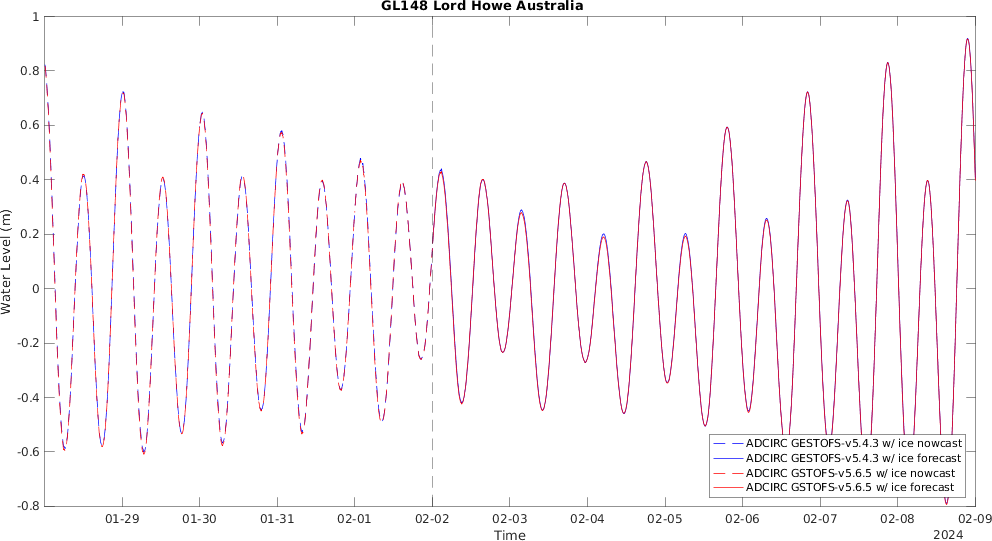 GL148 Lord Howe Australia
1
0.8
0.6
0.4
0.2
0
-0.2
-0.4
-0.6
-0.8
Water Level (m)
ADCIRC GESTOFS-v5.4.3 w/ ice nowcast
ADCIRC GESTOFS-v5.4.3 w/ ice forecast
ADCIRC GSTOFS-v5.6.5 w/ ice nowcast
ADCIRC GSTOFS-v5.6.5 w/ ice forecast
01-29 01-30 01-31 02-01 02-02 02-03 02-04 02-05 02-06 02-07 02-08 02-09
Time
2024